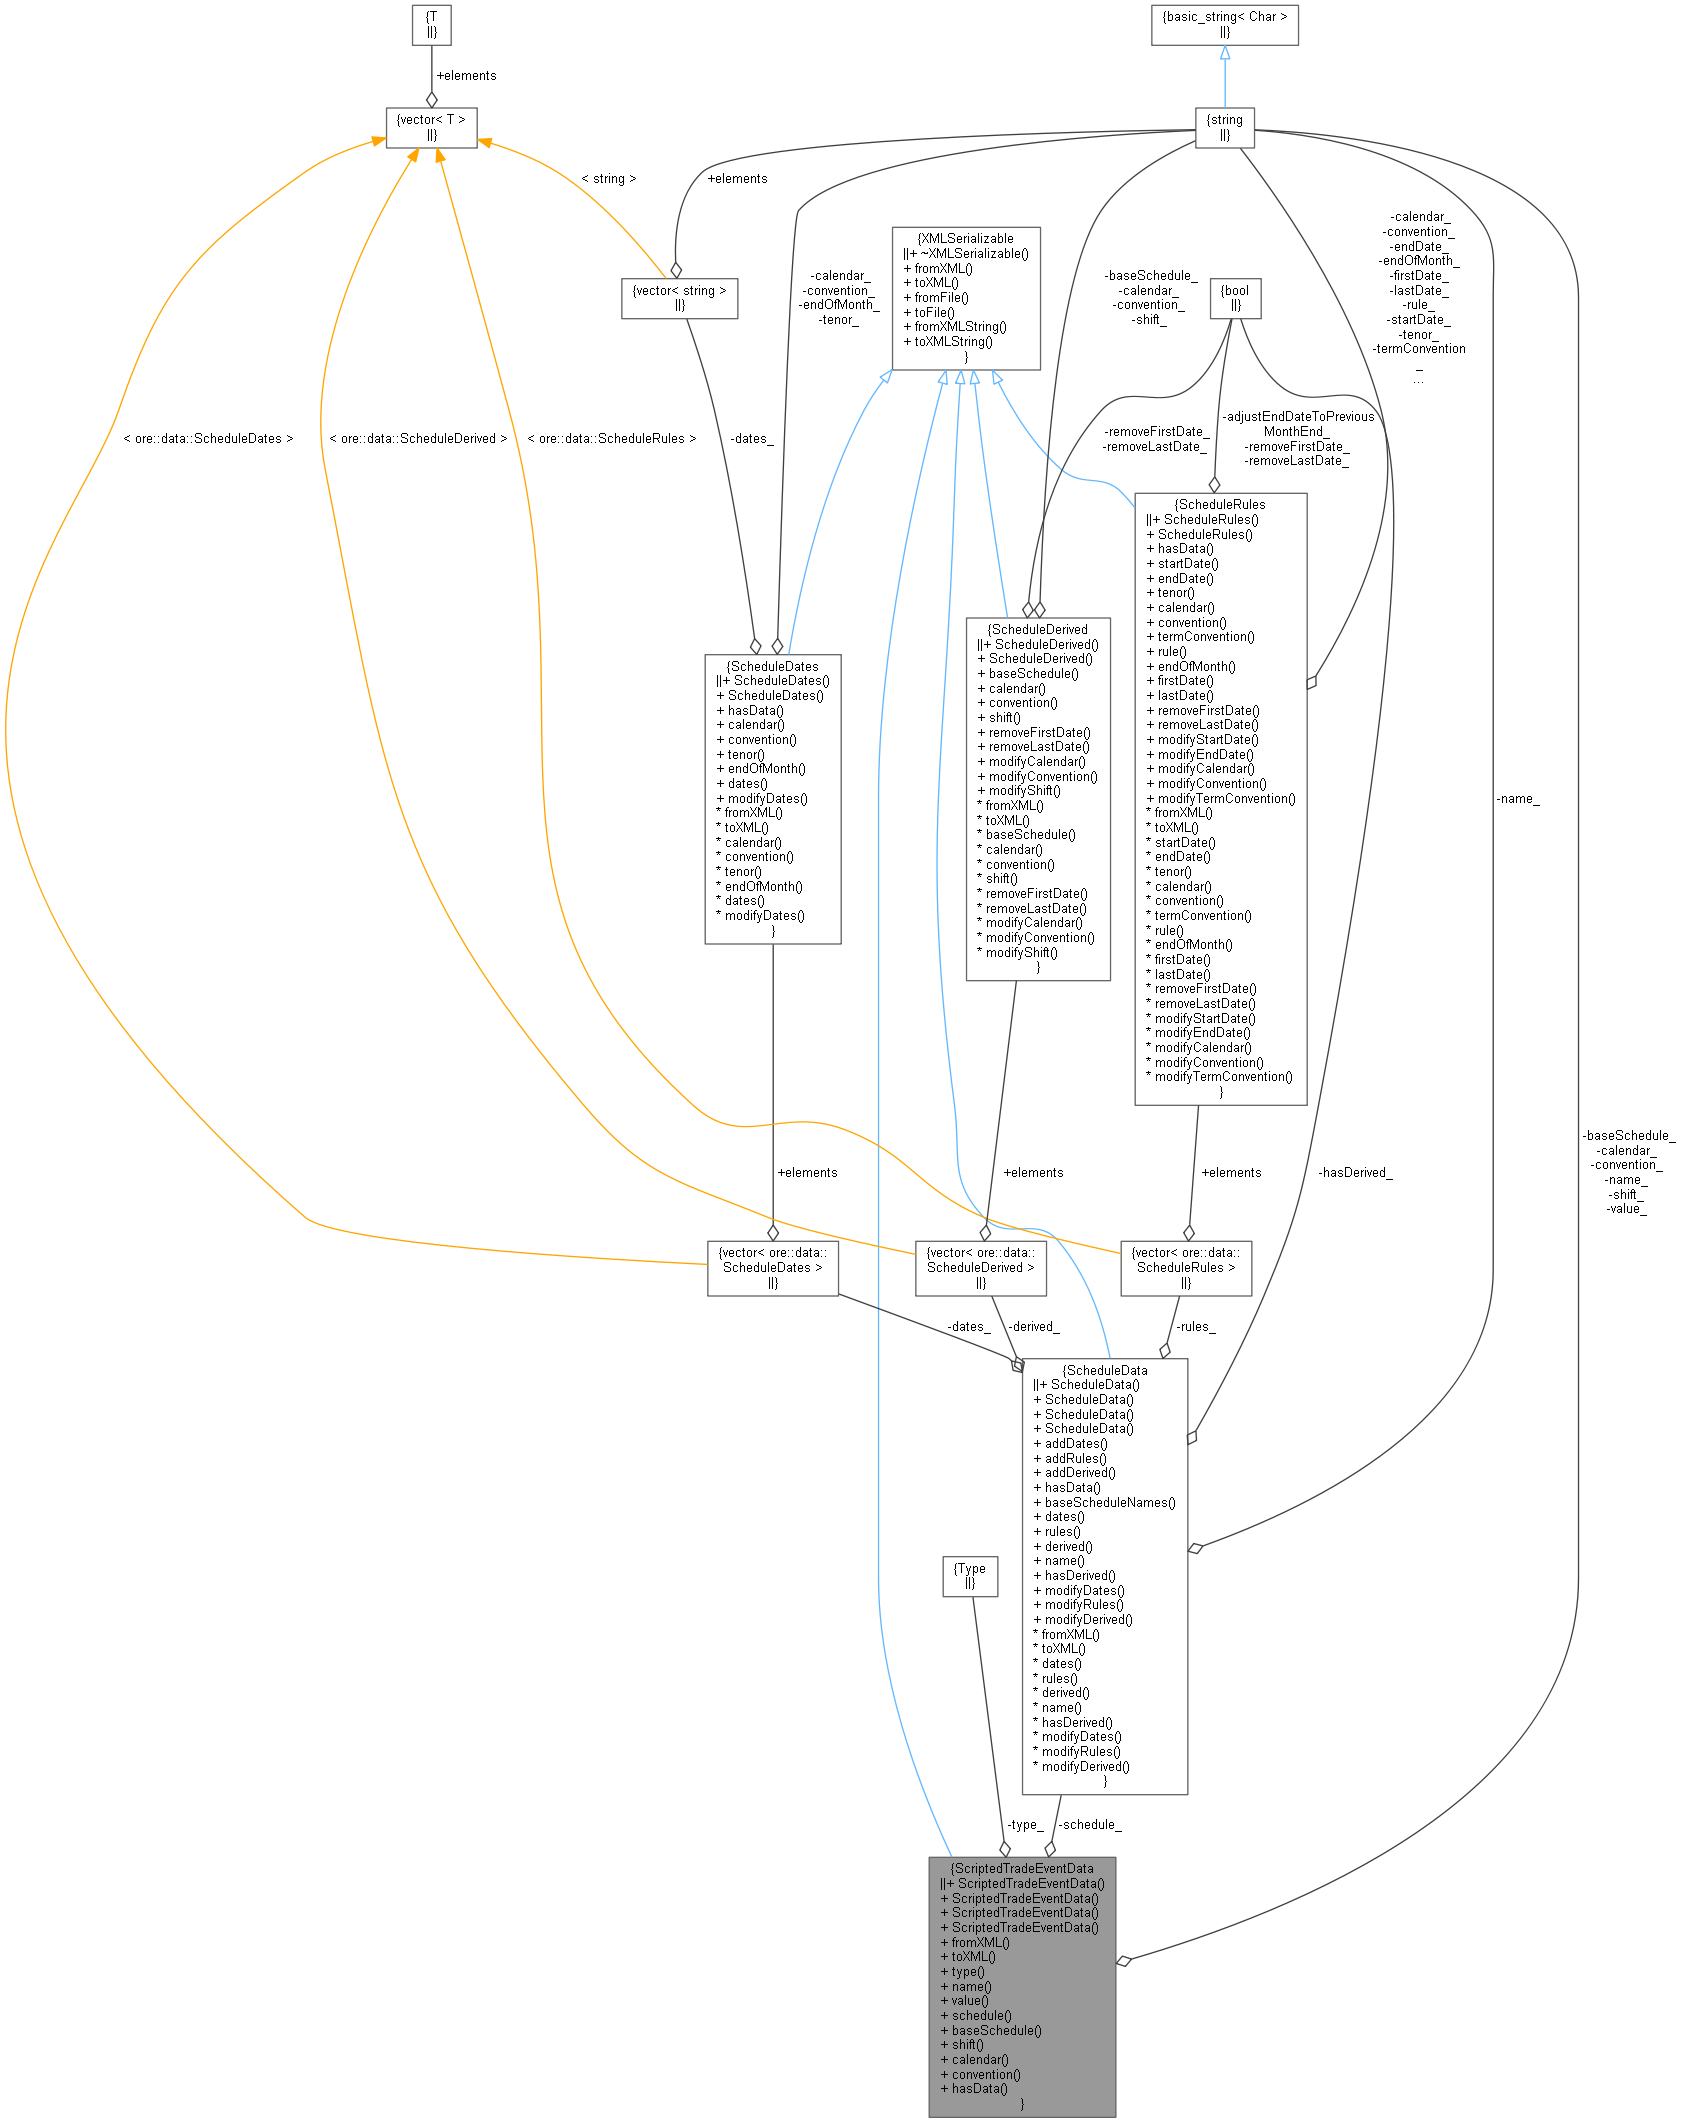 {T
||}
{basic_string< Char >
||}
+elements
{vector< T >
||}
{string
||}
< string >
+elements
{XMLSerializable
||+ ~XMLSerializable()
+ fromXML()
+ toXML()
+ fromFile()
+ toFile()
+ fromXMLString()
+ toXMLString()
}
{vector< string >
||}
-calendar_
-convention_
-endOfMonth_
-tenor_
-baseSchedule_
-calendar_
-convention_
-shift_
{bool
||}
-calendar_
-convention_
-endDate_
-endOfMonth_
-firstDate_
-lastDate_
-rule_
-startDate_
-tenor_
-termConvention
_
...
< ore::data::ScheduleDates >
< ore::data::ScheduleDerived >
< ore::data::ScheduleRules >
-dates_
-removeFirstDate_
-removeLastDate_
-adjustEndDateToPrevious
MonthEnd_
-removeFirstDate_
-removeLastDate_
{ScheduleRules
||+ ScheduleRules()
+ ScheduleRules()
+ hasData()
+ startDate()
+ endDate()
+ tenor()
+ calendar()
+ convention()
+ termConvention()
+ rule()
+ endOfMonth()
+ firstDate()
+ lastDate()
+ removeFirstDate()
+ removeLastDate()
+ modifyStartDate()
+ modifyEndDate()
+ modifyCalendar()
+ modifyConvention()
+ modifyTermConvention()
* fromXML()
* toXML()
* startDate()
* endDate()
* tenor()
* calendar()
* convention()
* termConvention()
* rule()
* endOfMonth()
* firstDate()
* lastDate()
* removeFirstDate()
* removeLastDate()
* modifyStartDate()
* modifyEndDate()
* modifyCalendar()
* modifyConvention()
* modifyTermConvention()
}
{ScheduleDerived
||+ ScheduleDerived()
+ ScheduleDerived()
+ baseSchedule()
+ calendar()
+ convention()
+ shift()
+ removeFirstDate()
+ removeLastDate()
+ modifyCalendar()
+ modifyConvention()
+ modifyShift()
* fromXML()
* toXML()
* baseSchedule()
* calendar()
* convention()
* shift()
* removeFirstDate()
* removeLastDate()
* modifyCalendar()
* modifyConvention()
* modifyShift()
}
{ScheduleDates
||+ ScheduleDates()
+ ScheduleDates()
+ hasData()
+ calendar()
+ convention()
+ tenor()
+ endOfMonth()
+ dates()
+ modifyDates()
* fromXML()
* toXML()
* calendar()
* convention()
* tenor()
* endOfMonth()
* dates()
* modifyDates()
}
-name_
+elements
+elements
+elements
-hasDerived_
-baseSchedule_
-calendar_
-convention_
-name_
-shift_
-value_
{vector< ore::data::
ScheduleDates >
||}
{vector< ore::data::
ScheduleDerived >
||}
{vector< ore::data::
ScheduleRules >
||}
-dates_
-derived_
-rules_
{ScheduleData
||+ ScheduleData()
+ ScheduleData()
+ ScheduleData()
+ ScheduleData()
+ addDates()
+ addRules()
+ addDerived()
+ hasData()
+ baseScheduleNames()
+ dates()
+ rules()
+ derived()
+ name()
+ hasDerived()
+ modifyDates()
+ modifyRules()
+ modifyDerived()
* fromXML()
* toXML()
* dates()
* rules()
* derived()
* name()
* hasDerived()
* modifyDates()
* modifyRules()
* modifyDerived()
}
{Type
||}
-type_
-schedule_
{ScriptedTradeEventData
||+ ScriptedTradeEventData()
+ ScriptedTradeEventData()
+ ScriptedTradeEventData()
+ ScriptedTradeEventData()
+ fromXML()
+ toXML()
+ type()
+ name()
+ value()
+ schedule()
+ baseSchedule()
+ shift()
+ calendar()
+ convention()
+ hasData()
}